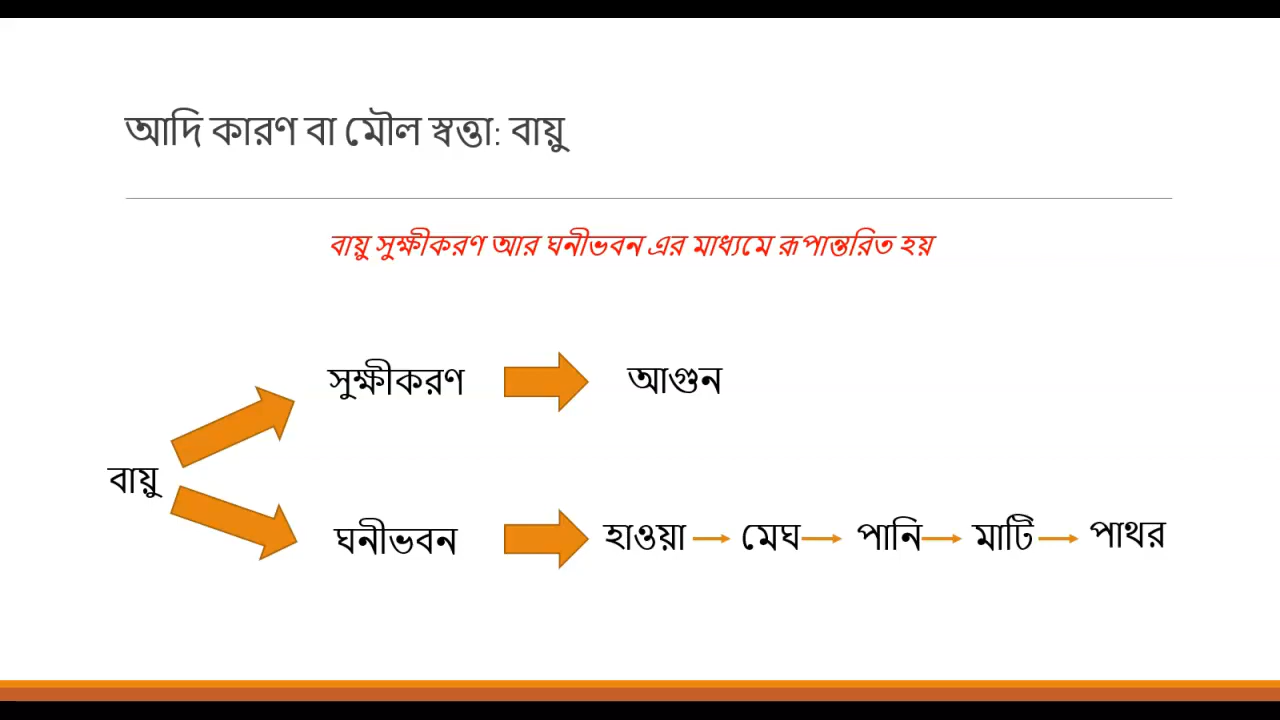 আদি কারণ বা মৌল স্বত্তা: বায়ু
বায়ু সুক্ষীকরণ আর ঘনীভবন এর মাধ্যমে রূপান্তরিত হয়
সুক্ষীকরণ
আগুন
বায়ু
ঘনীভবন
হাওয়া
মেঘ
পানি
মাটি
পাথর